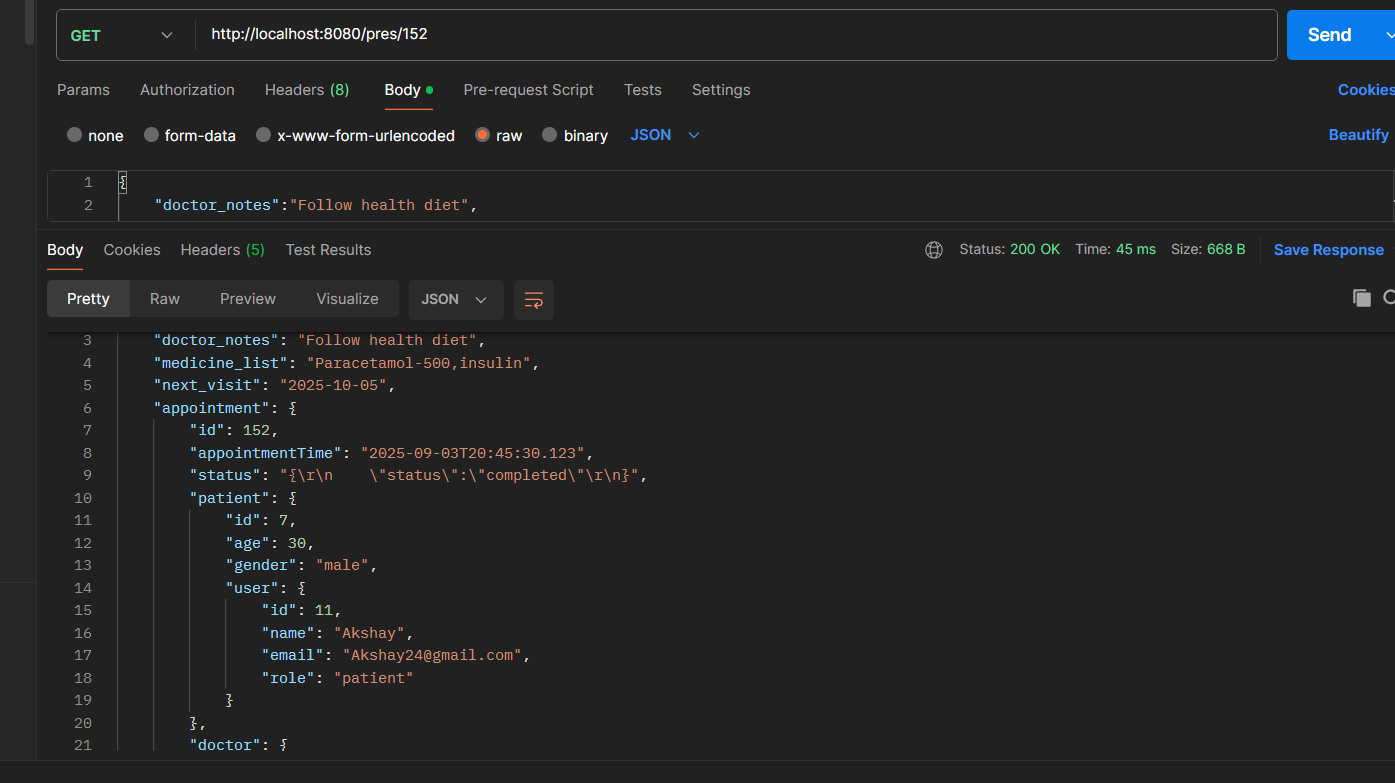 GET http://localhost:8080/pres/152 Send
Params Authorization Headers (8) Body Pre-request Script Tests Settings Cookies
none form-data x-www-form-urlencoded raw binary JSON Beautify
1 {
2 "doctor_notes":"Follow health diet",
Body Cookies Headers (5) Test Results Status: 200 OK Time: 45 ms Size: 668 B Save Response
Pretty Raw Preview Visualize JSON
3 "doctor_notes": "Follow health diet",
4 "medicine_list": "Paracetamol-500,insulin",
5 "next_visit": "2025-10-05",
6 "appointment": {
7 "id": 152,
8 "appointmentTime": "2025-09-03T20:45:30.123",
9 "status": "{\r\n    \"status\":\"completed\"\r\n}",
10 "patient": {
11 "id": 7,
12 "age": 30,
13 "gender": "male",
14 "user": {
15 "id": 11,
16 "name": "Akshay",
17 "email": "Akshay24@gmail.com",
18 "role": "patient"
19 }
20 },
21 "doctor": {